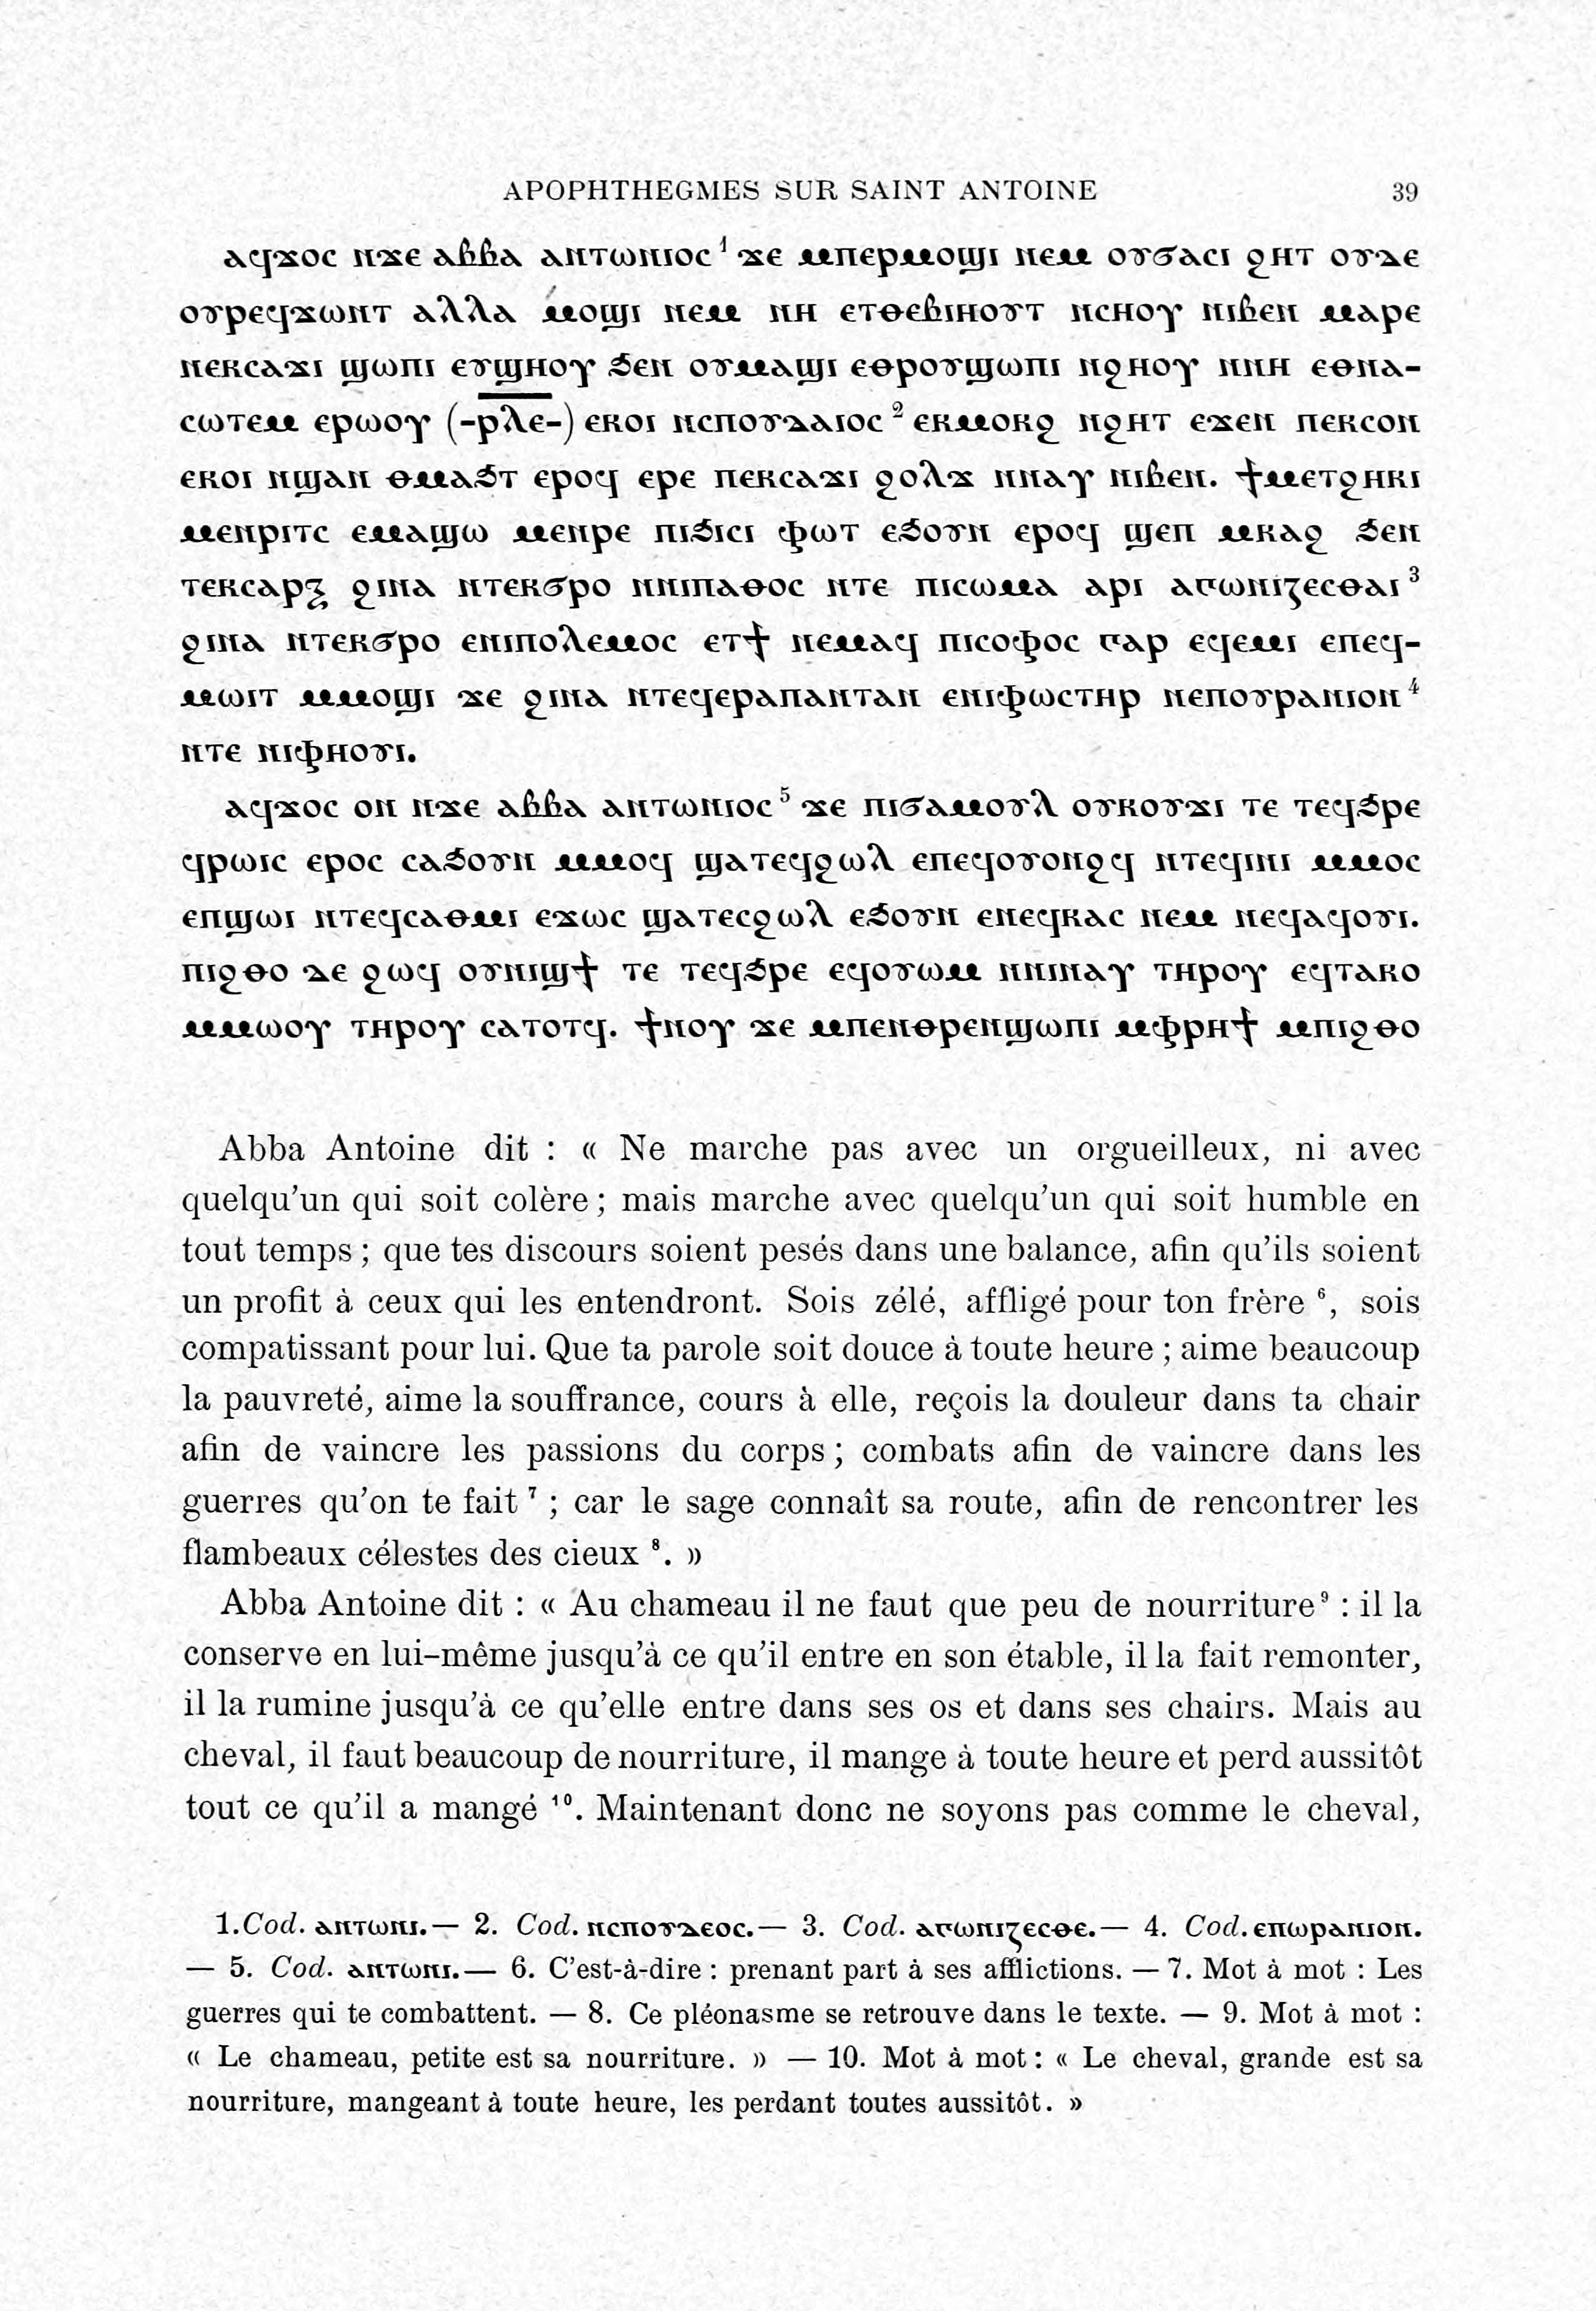 APOPHTHEGMES SUR SAINT ANTOINE 39
ⲁϥϫⲟⲥ ⲛϫⲉ ⲁⲃⲃⲁ ⲁⲛⲧⲱⲛⲓⲟⲥ ¹ ϫⲉ ⲙⲡⲉⲣⲙⲟϣⲓ ⲛⲉⲙ ⲟⲩϭⲁⲥⲓ ϩⲏⲧ ⲟⲩⲇⲉ
ⲟⲩⲣⲉϥϫⲱⲛⲧ ⲁⲗⲗⲁ ⲙⲟϣⲓ ⲛⲉⲙ ⲛⲏ ⲉⲧⲑⲉⲃⲓⲏⲟⲩⲧ ⲛⲥⲏⲟⲩ ⲛⲓⲃⲉⲛ ⲙⲁⲣⲉ
ⲛⲉⲕⲥⲁϫⲓ ϣⲱⲡⲓ ⲉⲩϣⲏⲟⲩ ϧⲉⲛ ⲟⲩⲙⲁϣⲓ ⲉⲑⲣⲟⲩϣⲱⲡⲓ ⲛϩⲏⲟⲩ ⲛⲛⲏ ⲉⲑⲛⲁ-
ⲥⲱⲧⲉⲙ ⲉⲣⲱⲟⲩ (-ⲣ̅ⲗ̅ⲉ̅-) ⲉⲕⲟⲓ ⲛⲥⲡⲟⲩⲇⲁⲓⲟⲥ ² ⲉⲕⲙⲟⲕϩ ⲛϩⲏⲧ ⲉϫⲉⲛ ⲡⲉⲕⲥⲟⲛ
ⲉⲕⲟⲓ ⲛϣⲁⲛ ⲑⲙⲁϧⲧ ⲉⲣⲟϥ ⲉⲣⲉ ⲡⲉⲕⲥⲁϫⲓ ϩⲟⲗϫ ⲛⲛⲁⲩ ⲛⲓⲃⲉⲛ. ϯⲙⲉⲧϩⲏⲕⲓ
ⲙⲉⲛⲣⲓⲧⲥ ⲉⲙⲁϣⲱ ⲙⲉⲛⲣⲉ ⲡⲓϧⲓⲥⲓ ⲫⲱⲧ ⲉϧⲟⲩⲛ ⲉⲣⲟϥ ϣⲉⲡ ⲙⲕⲁϩ ϧⲉⲛ
ⲧⲉⲕⲥⲁⲣⲝ ϩⲓⲛⲁ ⲛⲧⲉⲕϭⲣⲟ ⲛⲛⲓⲡⲁⲑⲟⲥ ⲛⲧⲉ ⲡⲓⲥⲱⲙⲁ ⲁⲣⲓ ⲁⲅⲱⲛⲓⲍⲉⲥⲑⲁⲓ ³
ϩⲓⲛⲁ ⲛⲧⲉⲕϭⲣⲟ ⲉⲛⲓⲡⲟⲗⲉⲙⲟⲥ ⲉⲧϯ ⲛⲉⲙⲁϥ ⲡⲓⲥⲟⲫⲟⲥ ⲅⲁⲣ ⲉϥⲉⲙⲓ ⲉⲡⲉϥ-
ⲙⲱⲓⲧ ⲙⲙⲟϣⲓ ϫⲉ ϩⲓⲛⲁ ⲛⲧⲉϥⲉⲣⲁⲡⲁⲛⲧⲁⲛ ⲉⲛⲓⲫⲱⲥⲧⲏⲣ ⲛⲉⲡⲟⲩⲣⲁⲛⲓⲟⲛ ⁴
ⲛⲧⲉ ⲛⲓⲫⲏⲟⲩⲓ.
ⲁϥϫⲟⲥ ⲟⲛ ⲛϫⲉ ⲁⲃⲃⲁ ⲁⲛⲧⲱⲛⲓⲟⲥ ⁵ ϫⲉ ⲡⲓϭⲁⲙⲟⲩⲗ ⲟⲩⲕⲟⲩϫⲓ ⲧⲉ ⲧⲉϥϧⲣⲉ
ϥⲣⲱⲓⲥ ⲉⲣⲟⲥ ⲥⲁϧⲟⲩⲛ ⲙⲙⲟϥ ϣⲁⲧⲉϥϩⲱⲗ ⲉⲡⲉϥⲟⲩⲟⲛϩϥ ⲛⲧⲉϥⲓⲛⲓ ⲙⲙⲟⲥ
ⲉⲡϣⲱⲓ ⲛⲧⲉϥⲥⲁⲑⲙⲓ ⲉϫⲱⲥ ϣⲁⲧⲉⲥϩⲱⲗ ⲉϧⲟⲩⲛ ⲉⲛⲉϥⲕⲁⲥ ⲛⲉⲙ ⲛⲉϥⲁϥⲟⲩⲓ.
ⲡⲓϩⲑⲟ ⲇⲉ ϩⲱϥ ⲟⲩⲛⲓϣϯ ⲧⲉ ⲧⲉϥϧⲣⲉ ⲉϥⲟⲩⲱⲙ ⲛⲛⲓⲛⲁⲩ ⲧⲏⲣⲟⲩ ⲉϥⲧⲁⲕⲟ
ⲙⲙⲱⲟⲩ ⲧⲏⲣⲟⲩ ⲥⲁⲧⲟⲧϥ. ϯⲛⲟⲩ ϫⲉ ⲙⲡⲉⲛⲑⲣⲉⲛϣⲱⲡⲓ ⲙⲫⲣⲏϯ ⲙⲡⲓϩⲑⲟ
Abba Antoine dit : « Ne marche pas avec un orgueilleux, ni avec
quelqu'un qui soit colère ; mais marche avec quelqu'un qui soit humble en
tout temps ; que tes discours soient pesés dans une balance, afin qu'ils soient
un profit à ceux qui les entendront. Sois zélé, affligé pour ton frère ⁶, sois
compatissant pour lui. Que ta parole soit douce à toute heure ; aime beaucoup
la pauvreté, aime la souffrance, cours à elle, reçois la douleur dans ta chair
afin de vaincre les passions du corps ; combats afin de vaincre dans les
guerres qu'on te fait ⁷ ; car le sage connaît sa route, afin de rencontrer les
flambeaux célestes des cieux ⁸. »
Abba Antoine dit : « Au chameau il ne faut que peu de nourriture ⁹ : il la
conserve en lui-même jusqu'à ce qu'il entre en son étable, il la fait remonter,
il la rumine jusqu'à ce qu'elle entre dans ses os et dans ses chairs. Mais au
cheval, il faut beaucoup de nourriture, il mange à toute heure et perd aussitôt
tout ce qu'il a mangé ¹⁰. Maintenant donc ne soyons pas comme le cheval,
1. Cod. ⲁⲛⲧⲱⲛⲓ. — 2. Cod. ⲛⲥⲡⲟⲩⲇⲉⲟⲥ. — 3. Cod. ⲁⲅⲱⲛⲓⲍⲉⲥⲑⲉ. — 4. Cod. ⲉⲡⲱⲣⲁⲛⲓⲟⲛ.
— 5. Cod. ⲁⲛⲧⲱⲛⲓ. — 6. C'est-à-dire : prenant part à ses afflictions. — 7. Mot à mot : Les
guerres qui te combattent. — 8. Ce pléonasme se retrouve dans le texte. — 9. Mot à mot :
« Le chameau, petite est sa nourriture. » — 10. Mot à mot : « Le cheval, grande est sa
nourriture, mangeant à toute heure, les perdant toutes aussitôt. »